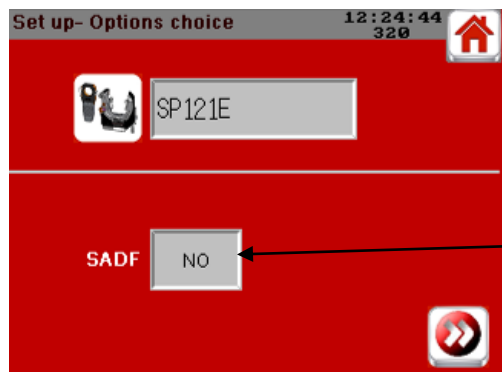 Set up- Options choice
12:24:44
320
SP121E
SADF
NO